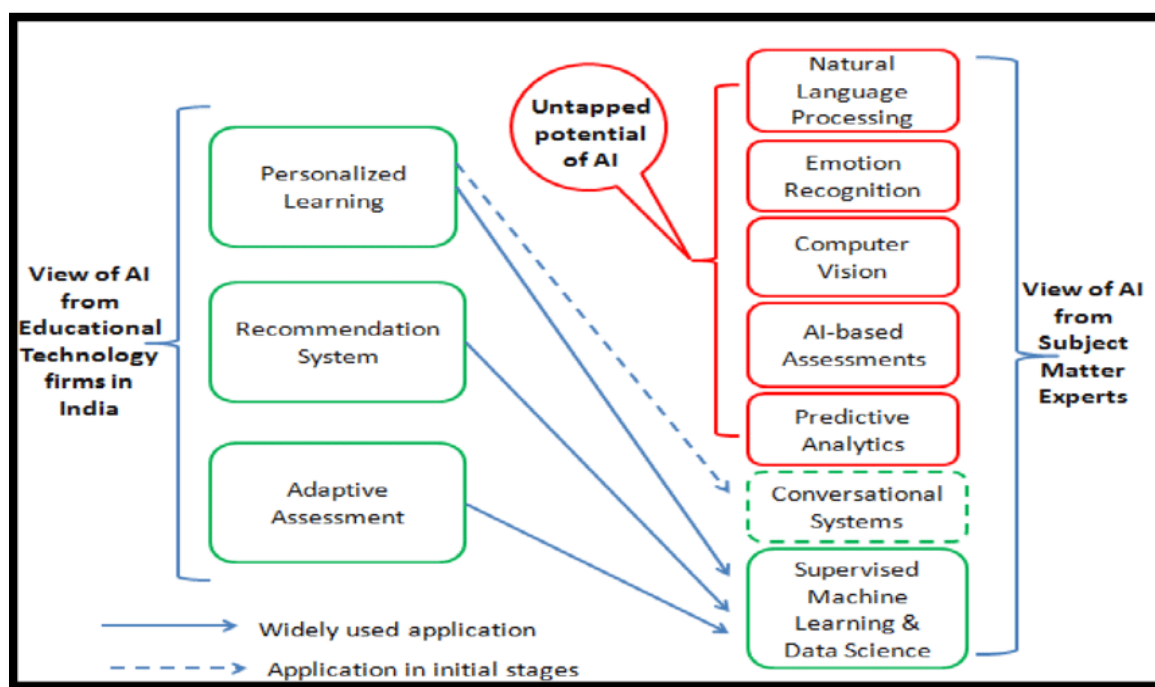 View of AI
from
Educational
Technology
firms in
India
Personalized
Learning
Recommendation
System
Adaptive
Assessment
Untapped
potential
of AI
Natural
Language
Processing
Emotion
Recognition
Computer
Vision
AI-based
Assessments
Predictive
Analytics
Conversational
Systems
Supervised
Machine
Learning &
Data Science
View of AI
from
Subject
Matter
Experts
Widely used application
Application in initial stages